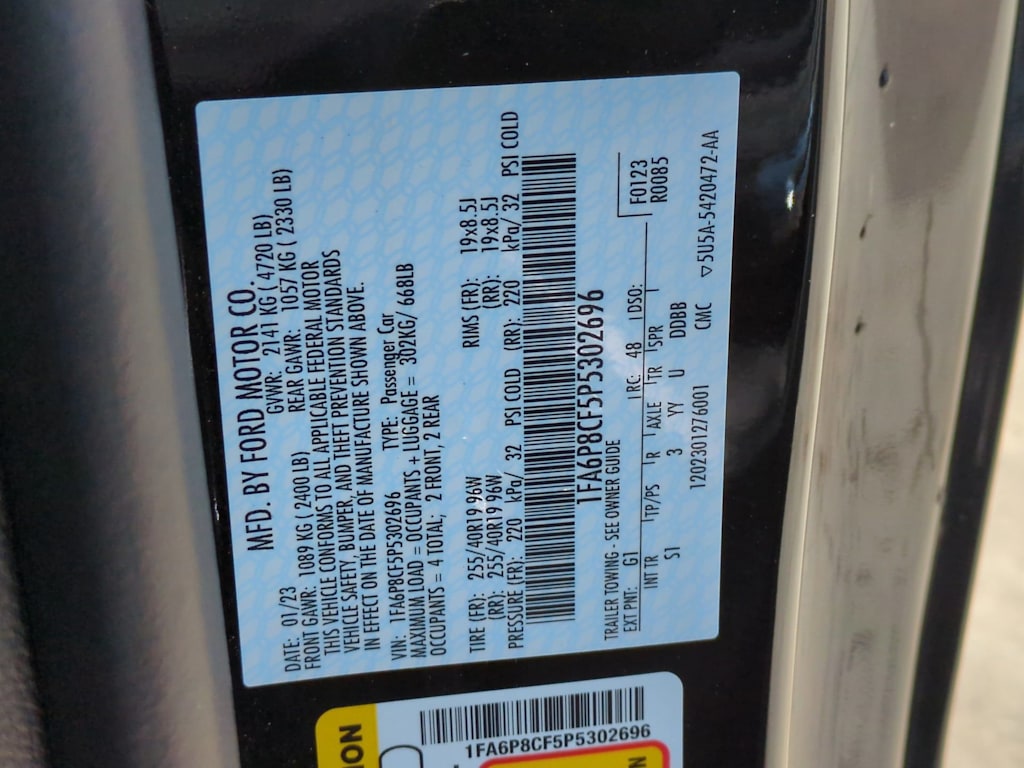 MFD. BY FORD MOTOR CO.
DATE: 01/23 GVWR: 2141 KG ( 4720 LB)
FRONT GAWR: 1089 KG ( 2400 LB) REAR GAWR: 1057 KG ( 2330 LB)
THIS VEHICLE CONFORMS TO ALL APPLICABLE FEDERAL MOTOR
VEHICLE SAFETY, BUMPER, AND THEFT PREVENTION STANDARDS
IN EFFECT ON THE DATE OF MANUFACTURE SHOWN ABOVE.
VIN: 1FA6P8CF5P5302696 TYPE: Passenger Car
MAXIMUM LOAD = OCCUPANTS + LUGGAGE = 302KG/ 668LB
OCCUPANTS = 4 TOTAL; 2 FRONT, 2 REAR
TIRE (FR): 255/40R19 96W RIMS (FR): 19x8.5J
(RR): 255/40R19 96W (RR): 19x8.5J
PRESSURE (FR): 220 kPa/ 32 PSI COLD (RR): 220 kPa/ 32 PSI COLD
1FA6P8CF5P5302696
TRAILER TOWING - SEE OWNER GUIDE
F0123
EXT PNT: G1 RC: 48 DSO: R0085
INT TR TP/PS R AXLE TR SPR
S1 3 YY U DDBB
12023012760​01 CMC ▽5U5A-5420472-AA
ION
1FA6P8CF5P5302696